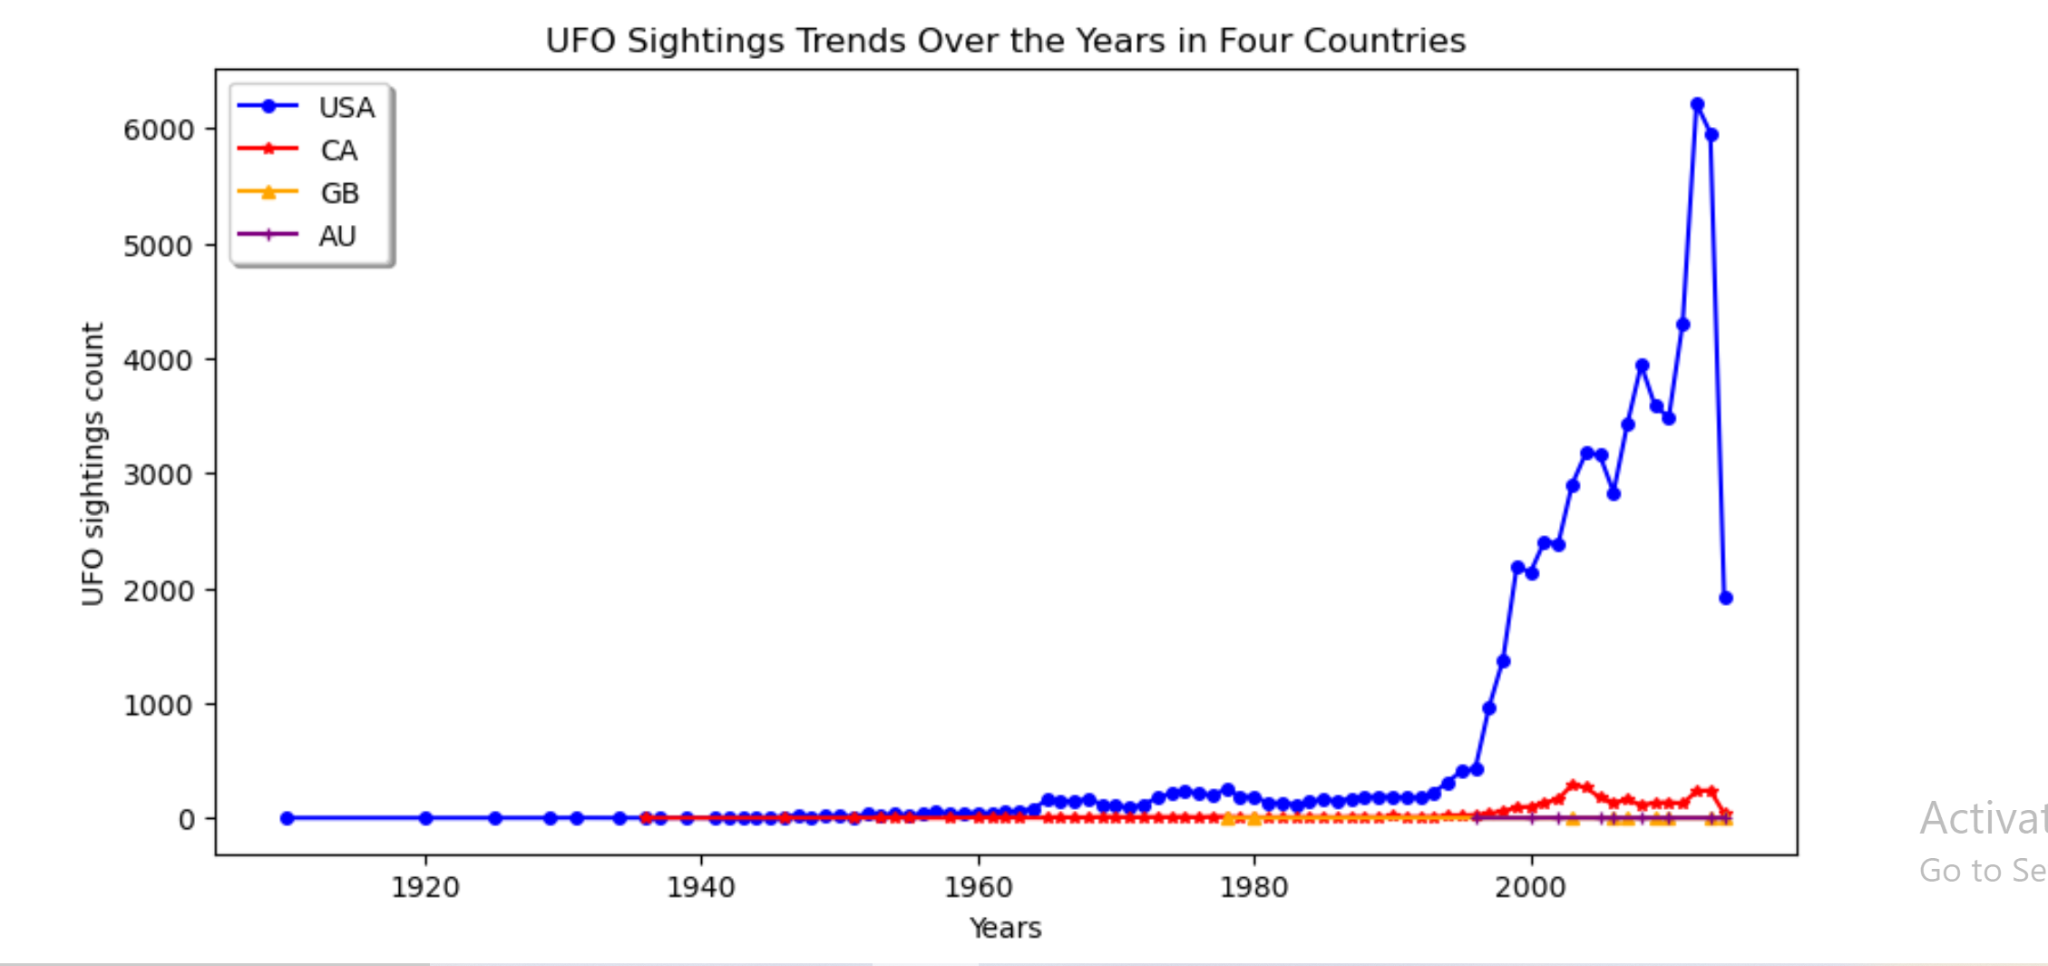 UFO Sightings Trends Over the Years in Four Countries
USA
CA
GB
AU
6000
5000
4000
3000
2000
1000
0
UFO sightings count
1920 1940 1960 1980 2000
Years
Activat
Go to Se